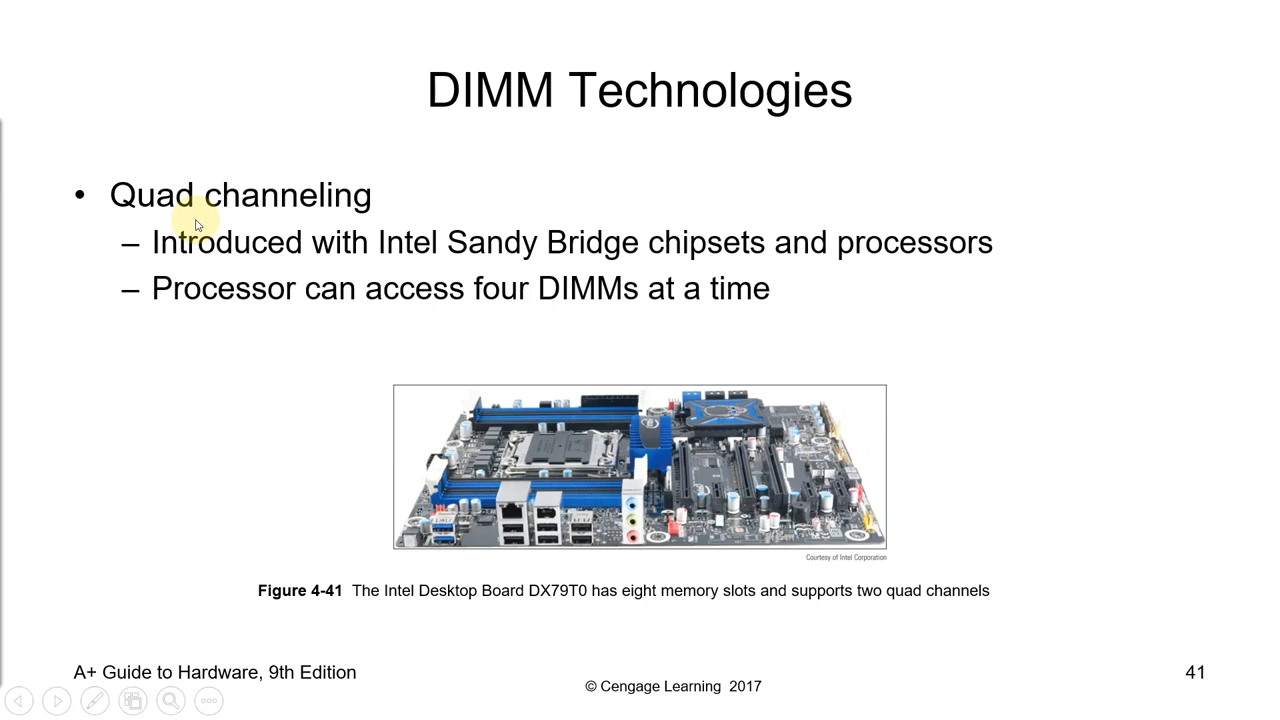 DIMM Technologies
• Quad channeling
– Introduced with Intel Sandy Bridge chipsets and processors
– Processor can access four DIMMs at a time
Courtesy of Intel Corporation
Figure 4-41 The Intel Desktop Board DX79T0 has eight memory slots and supports two quad channels
A+ Guide to Hardware, 9th Edition
© Cengage Learning 2017
41